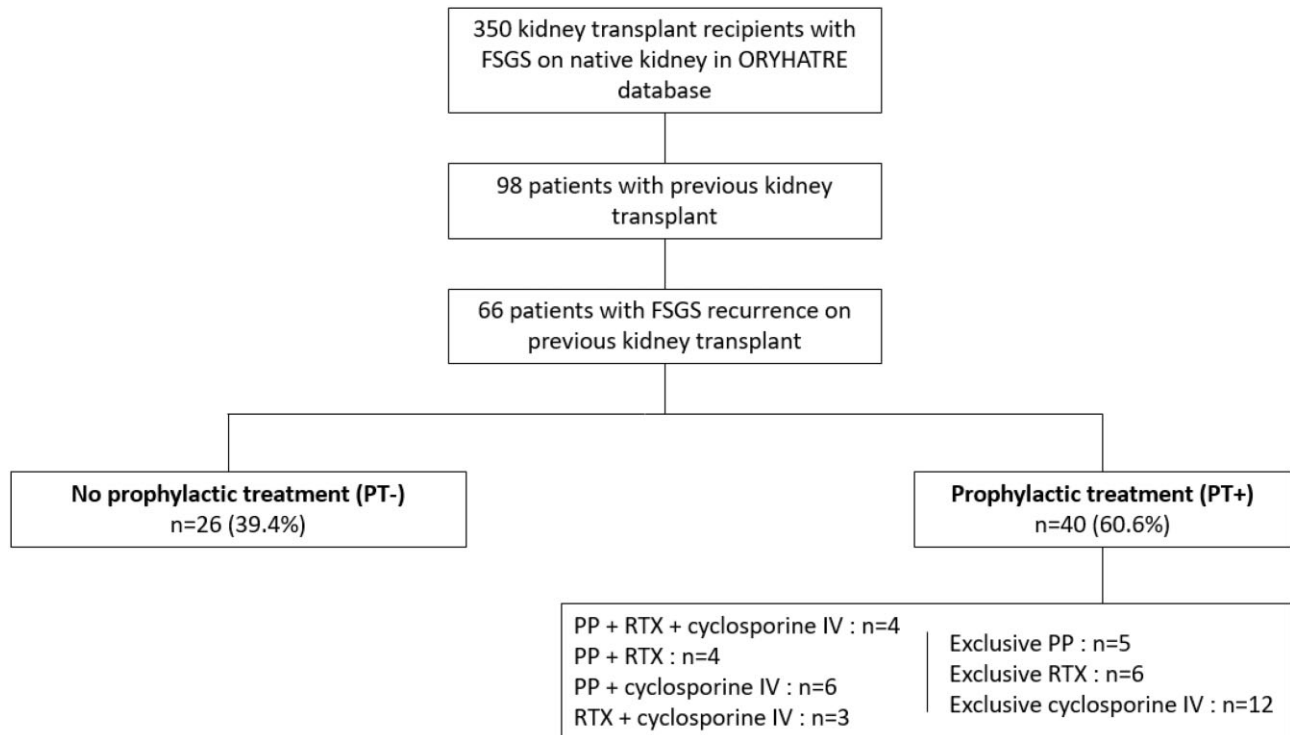 350 kidney transplant recipients with
FSGS on native kidney in ORYHATRE
database
98 patients with previous kidney
transplant
66 patients with FSGS recurrence on
previous kidney transplant
No prophylactic treatment (PT-)
n=26 (39.4%)
Prophylactic treatment (PT+)
n=40 (60.6%)
PP + RTX + cyclosporine IV : n=4
PP + RTX : n=4
PP + cyclosporine IV : n=6
RTX + cyclosporine IV : n=3
Exclusive PP : n=5
Exclusive RTX : n=6
Exclusive cyclosporine IV : n=12